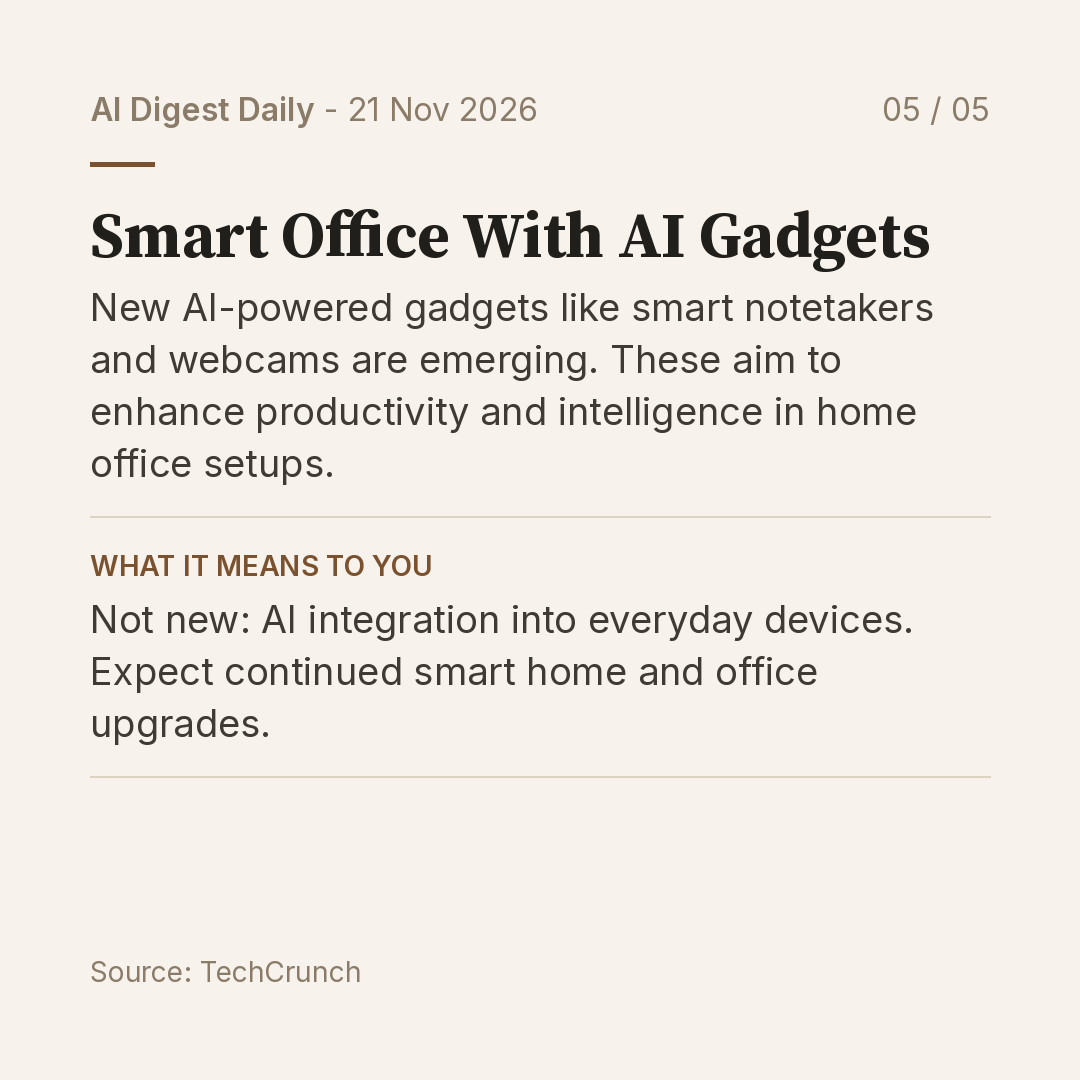 AI Digest Daily - 21 Nov 2026
05 / 05
Smart Office With AI Gadgets
New AI-powered gadgets like smart notetakers
and webcams are emerging. These aim to
enhance productivity and intelligence in home
office setups.
WHAT IT MEANS TO YOU
Not new: AI integration into everyday devices.
Expect continued smart home and office
upgrades.
Source: TechCrunch